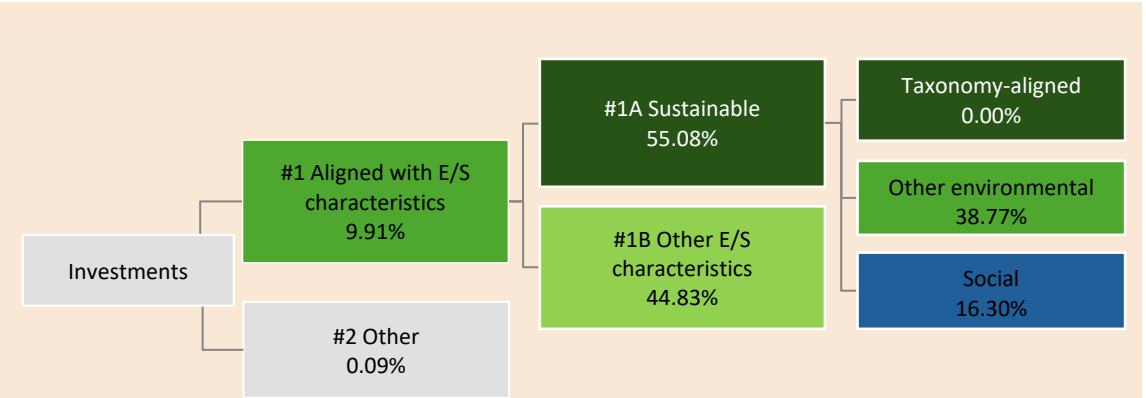 Investments
#1 Aligned with E/S
characteristics
9.91%
#2 Other
0.09%
#1A Sustainable
55.08%
#1B Other E/S
characteristics
44.83%
Taxonomy-aligned
0.00%
Other environmental
38.77%
Social
16.30%